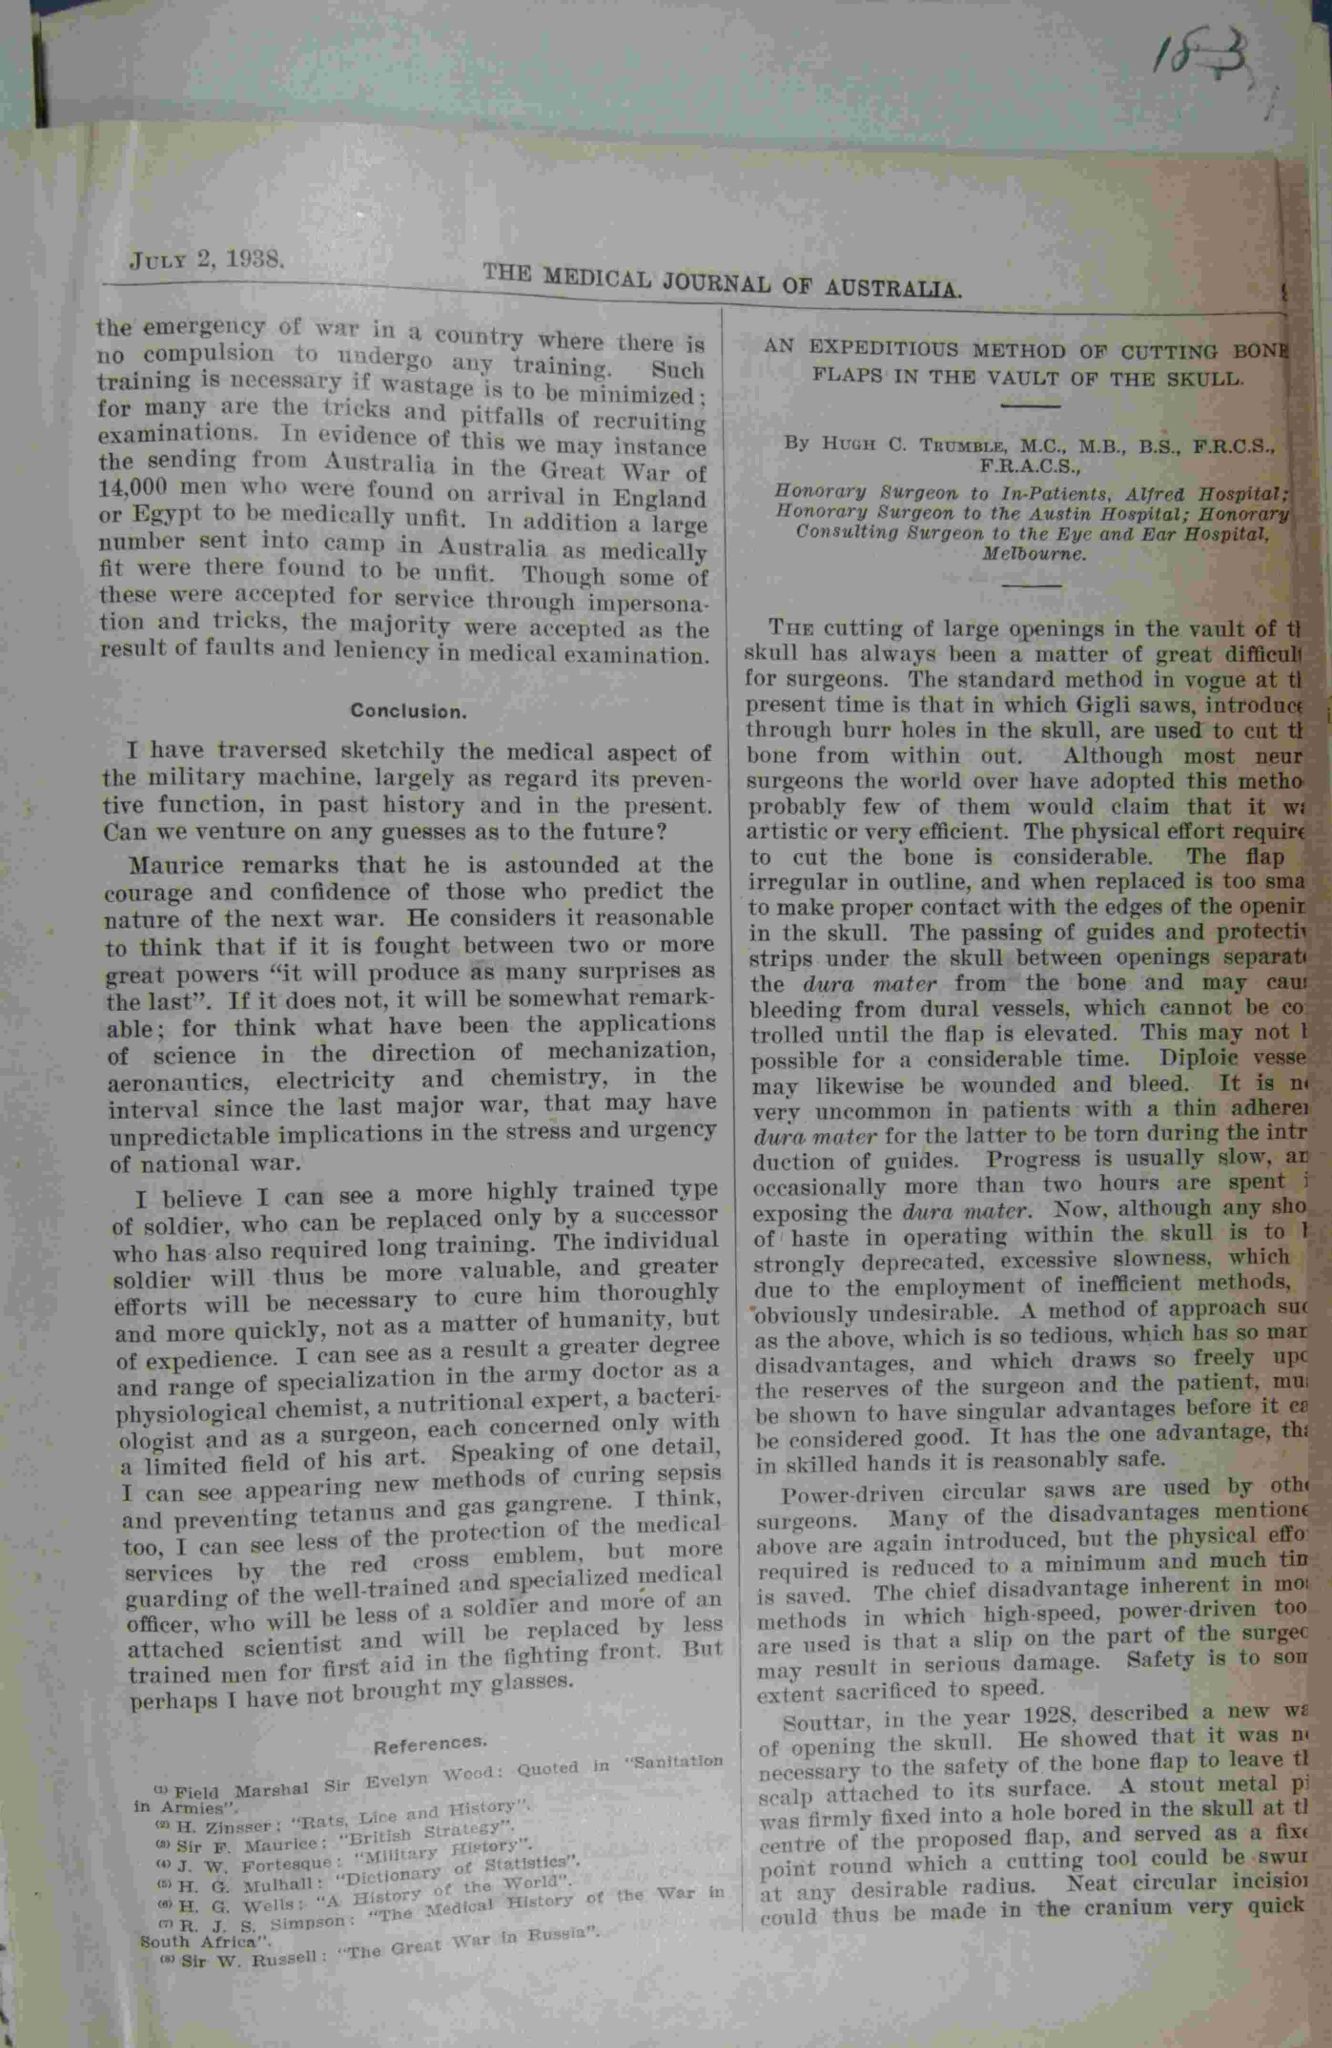 183
JULY 2, 1938.
THE MEDICAL JOURNAL OF AUSTRALIA.
the emergency of war in a country where there is
no compulsion to undergo any training. Such
training is necessary if wastage is to be minimized;
for many are the tricks and pitfalls of recruiting
examinations. In evidence of this we may instance
the sending from Australia in the Great War of
14,000 men who were found on arrival in England
or Egypt to be medically unfit. In addition a large
number sent into camp in Australia as medically
fit were there found to be unfit. Though some of
these were accepted for service through impersona-
tion and tricks, the majority were accepted as the
result of faults and leniency in medical examination.
Conclusion.
I have traversed sketchily the medical aspect of
the military machine, largely as regard its preven-
tive function, in past history and in the present.
Can we venture on any guesses as to the future?
Maurice remarks that he is astounded at the
courage and confidence of those who predict the
nature of the next war. He considers it reasonable
to think that if it is fought between two or more
great powers "it will produce as many surprises as
the last". If it does not, it will be somewhat remark-
able; for think what have been the applications
of science in the direction of mechanization,
aeronautics, electricity and chemistry, in the
interval since the last major war, that may have
unpredictable implications in the stress and urgency
of national war.
I believe I can see a more highly trained type
of soldier, who can be replaced only by a successor
who has also required long training. The individual
soldier will thus be more valuable, and greater
efforts will be necessary to cure him thoroughly
and more quickly, not as a matter of humanity, but
of expedience. I can see as a result a greater degree
and range of specialization in the army doctor as a
physiological chemist, a nutritional expert, a bacteri-
ologist and as a surgeon, each concerned only with
a limited field of his art. Speaking of one detail,
I can see appearing new methods of curing sepsis
and preventing tetanus and gas gangrene. I think,
too, I can see less of the protection of the medical
services by the red cross emblem, but more
guarding of the well-trained and specialized medical
officer, who will be less of a soldier and more of an
attached scientist and will be replaced by less
trained men for first aid in the fighting front. But
perhaps I have not brought my glasses.
References.
(1) Field Marshal Sir Evelyn Wood: Quoted in "Sanitation
in Armies".
(2) H. Zinsser: "Rats, Lice and History".
(3) Sir F. Maurice: "British Strategy".
(4) J. W. Fortesque: "Military History".
(5) H. G. Mulhall: "Dictionary of Statistics".
(6) H. G. Wells: "A History of the World".
(7) R. J. S. Simpson: "The Medical History of the War in
South Africa".
(8) Sir W. Russell: "The Great War in Russia".
AN EXPEDITIOUS METHOD OF CUTTING BONE
FLAPS IN THE VAULT OF THE SKULL.
By HUGH C. TRUMBLE, M.C., M.B., B.S., F.R.C.S.,
F.R.A.C.S.,
Honorary Surgeon to In-Patients, Alfred Hospital;
Honorary Surgeon to the Austin Hospital; Honorary
Consulting Surgeon to the Eye and Ear Hospital,
Melbourne.
THE cutting of large openings in the vault of
skull has always been a matter of great difficul
for surgeons. The standard method in vogue at
present time is that in which Gigli saws, introduce
through burr holes in the skull, are used to cut
bone from within out. Although most neur
surgeons the world over have adopted this metho
probably few of them would claim that it w
artistic or very efficient. The physical effort require
to cut the bone is considerable. The flap
irregular in outline, and when replaced is too sma
to make proper contact with the edges of the openin
in the skull. The passing of guides and protectiv
strips under the skull between openings separat
the dura mater from the bone and may cau
bleeding from dural vessels, which cannot be co
trolled until the flap is elevated. This may not
possible for a considerable time. Diploic vesse
may likewise be wounded and bleed. It is n
very uncommon in patients with a thin adhere
dura mater for the latter to be torn during the intr
duction of guides. Progress is usually slow, an
occasionally more than two hours are spent i
exposing the dura mater. Now, although any sho
of haste in operating within the skull is to
strongly deprecated, excessive slowness, which
due to the employment of inefficient methods,
obviously undesirable. A method of approach suc
as the above, which is so tedious, which has so man
disadvantages, and which draws so freely upo
the reserves of the surgeon and the patient, mu
be shown to have singular advantages before it ca
be considered good. It has the one advantage, tha
in skilled hands it is reasonably safe.
Power-driven circular saws are used by othe
surgeons. Many of the disadvantages mentione
above are again introduced, but the physical effo
required is reduced to a minimum and much tim
is saved. The chief disadvantage inherent in mo
methods in which high-speed, power-driven too
are used is that a slip on the part of the surgeo
may result in serious damage. Safety is to som
extent sacrificed to speed.
Souttar, in the year 1928, described a new wa
of opening the skull. He showed that it was n
necessary to the safety of the bone flap to leave t
scalp attached to its surface. A stout metal pi
was firmly fixed into a hole bored in the skull at t
centre of the proposed flap, and served as a fixe
point round which a cutting tool could be swun
at any desirable radius. Neat circular incision
could thus be made in the cranium very quick